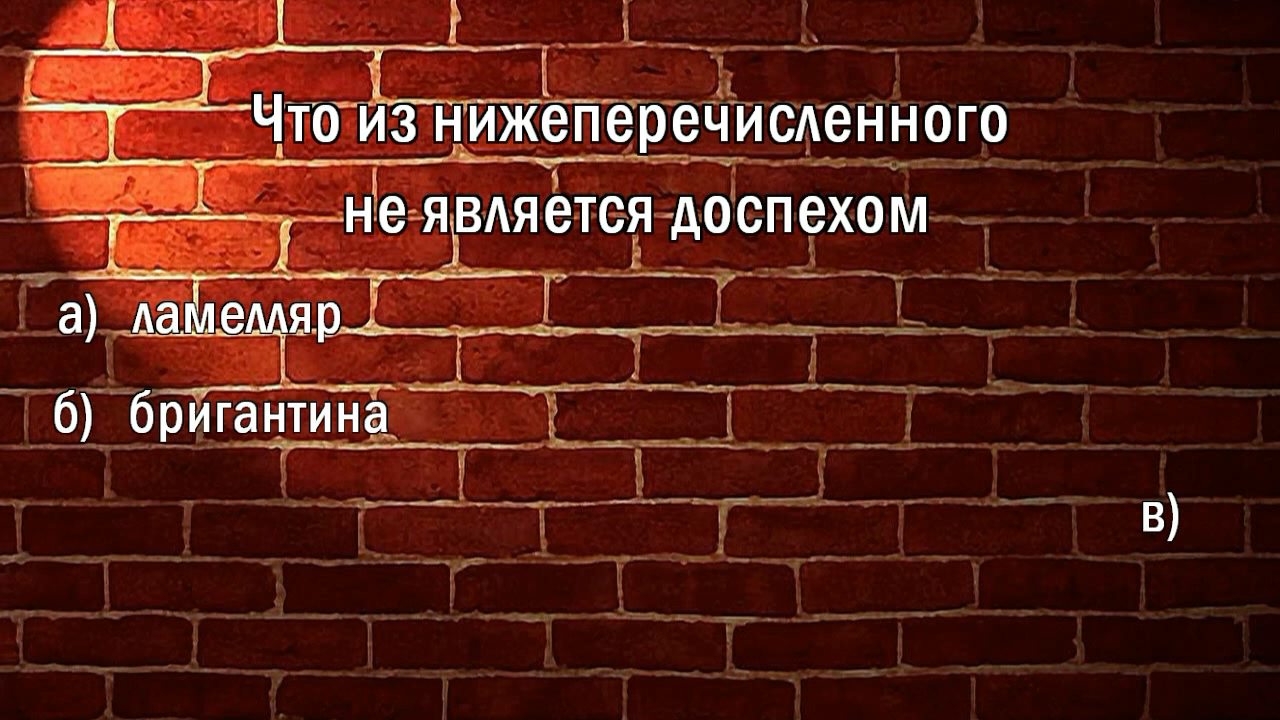 Что из нижеперечисленного
не является доспехом
а) ламелляр
б) бригантина
в)